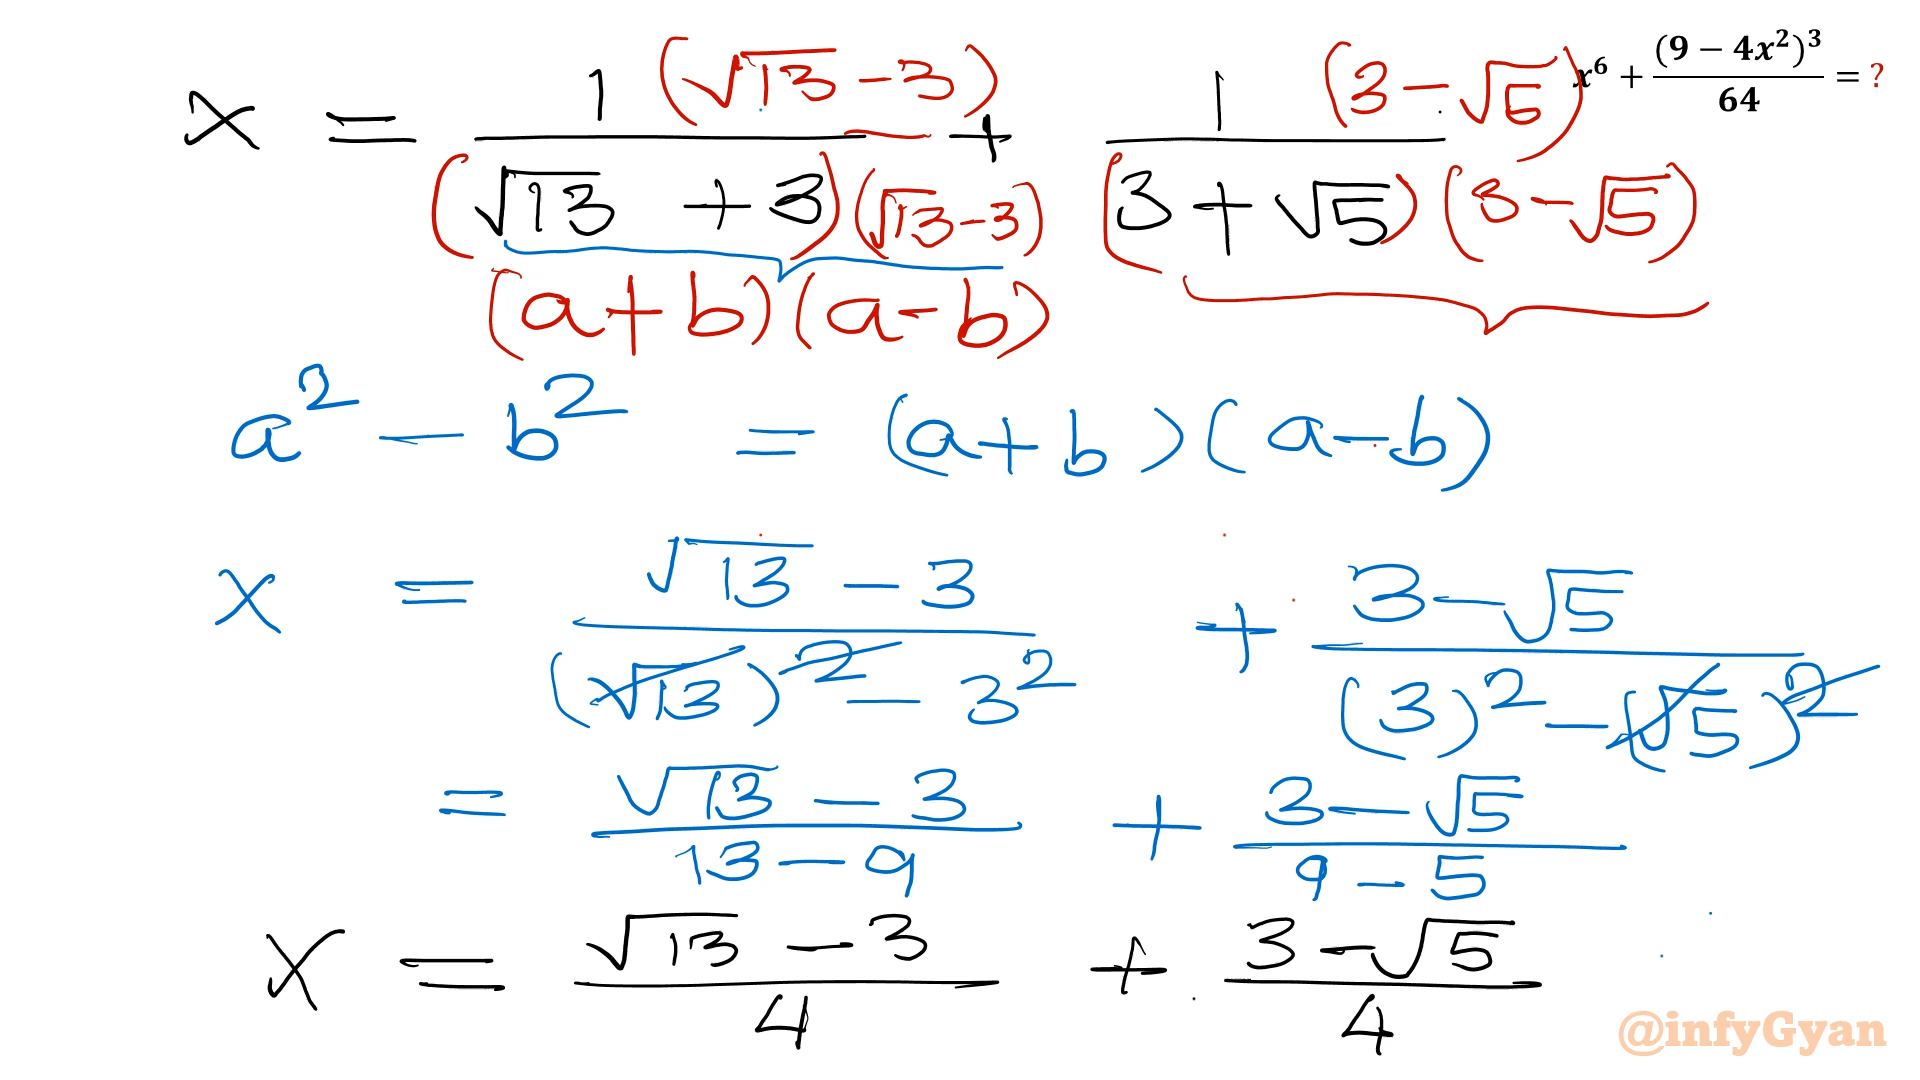 x = 1 (√13 − 3) / (√13 + 3)(√13 − 3) + 1 (3 − √5) / (3 + √5)(3 − √5)
x⁶ + (9 − 4x²)³ / 64 = ?
(a + b)(a − b)
a² − b² = (a + b)(a − b)
x = √13 − 3 / (√13)² − 3² + 3 − √5 / (3)² − (√5)²
= √13 − 3 / 13 − 9 + 3 − √5 / 9 − 5
x = √13 − 3 / 4 + 3 − √5 / 4
@infyGyan